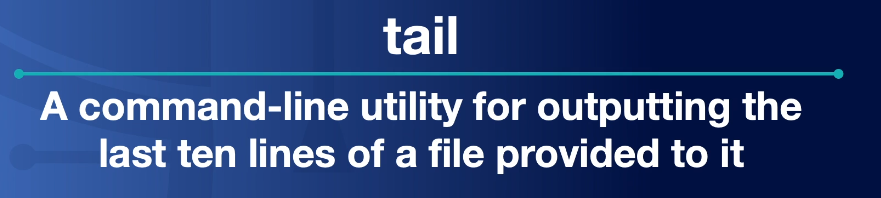 tail
A command-line utility for outputting the
last ten lines of a file provided to it